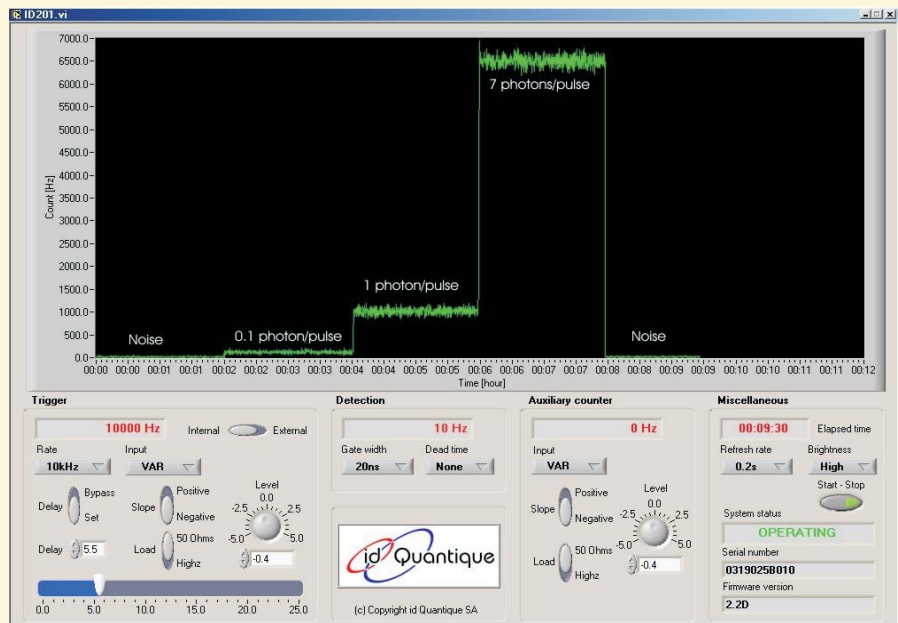 ID201.vi
7000.0
6500.0
6000.0
5500.0
5000.0
4500.0
4000.0
3500.0
3000.0
2500.0
2000.0
1500.0
1000.0
500.0
0.0
Count [Hz]
7 photons/pulse
1 photon/pulse
Noise 0.1 photon/pulse Noise
00:00 00:00 00:01 00:01 00:02 00:02 00:03 00:03 00:04 00:04 00:05 00:05 00:06 00:06 00:07 00:07 00:08 00:08 00:09 00:09 00:10 00:10 00:11 00:11 00:12
Time [hour]
Trigger
10000 Hz Internal External
Rate Input
10kHz VAR
Delay Bypass Set
Slope Positive Negative
Level
0.0
-2.5 2.5
-5.0 5.0
-0.4
Delay 5.5
Load 50 Ohms Highz
0.0 5.0 10.0 15.0 20.0 25.0
Detection
10 Hz
Gate width Dead time
20ns None
id Quantique
(c) Copyright id Quantique SA
Auxiliary counter
0 Hz
Input
VAR
Slope Positive Negative
Level
0.0
-2.5 2.5
-5.0 5.0
-0.4
Load 50 Ohms Highz
Miscellaneous
00:09:30 Elapsed time
Refresh rate Brightness
0.2s High
Start - Stop
System status
OPERATING
Serial number
0319025B010
Firmware version
2.2D